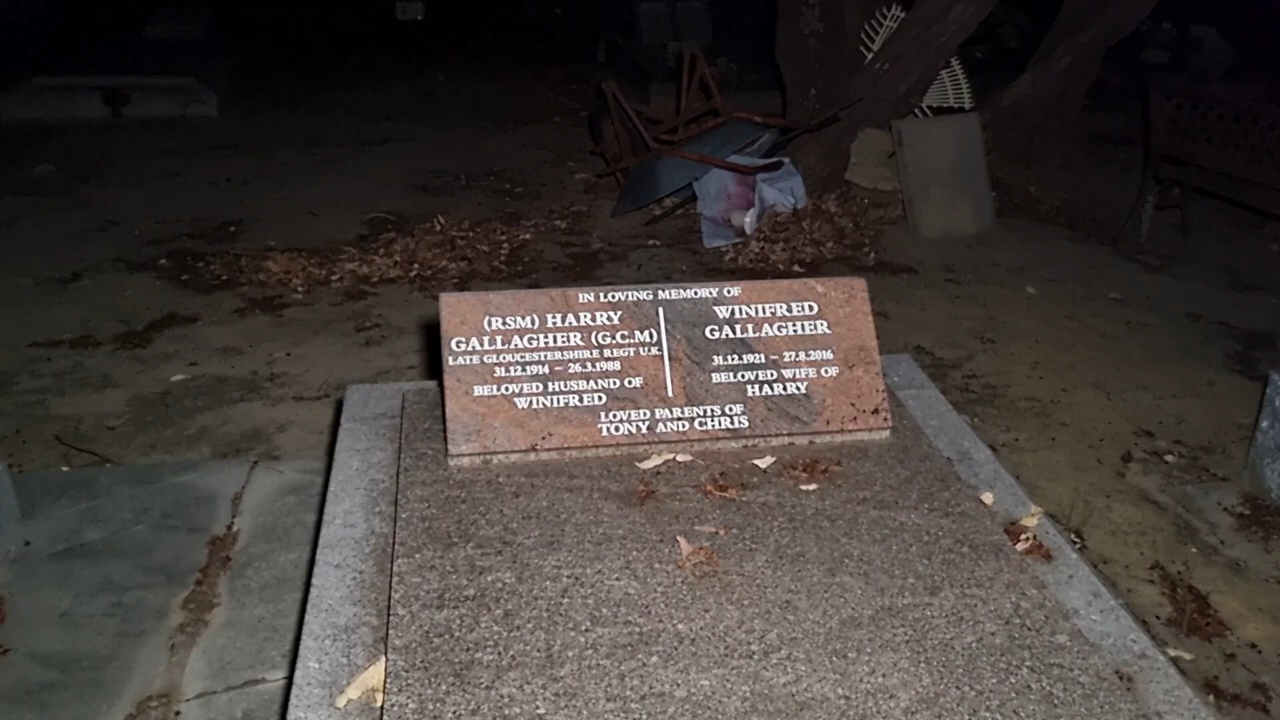 IN LOVING MEMORY OF
(RSM) HARRY
GALLAGHER (G.C.M)
LATE GLOUCESTERSHIRE REGT U.K.
31.12.1914 – 26.3.1988
BELOVED HUSBAND OF
WINIFRED
WINIFRED
GALLAGHER
31.12.1921 – 27.8.2016
BELOVED WIFE OF
HARRY
LOVED PARENTS OF
TONY AND CHRIS